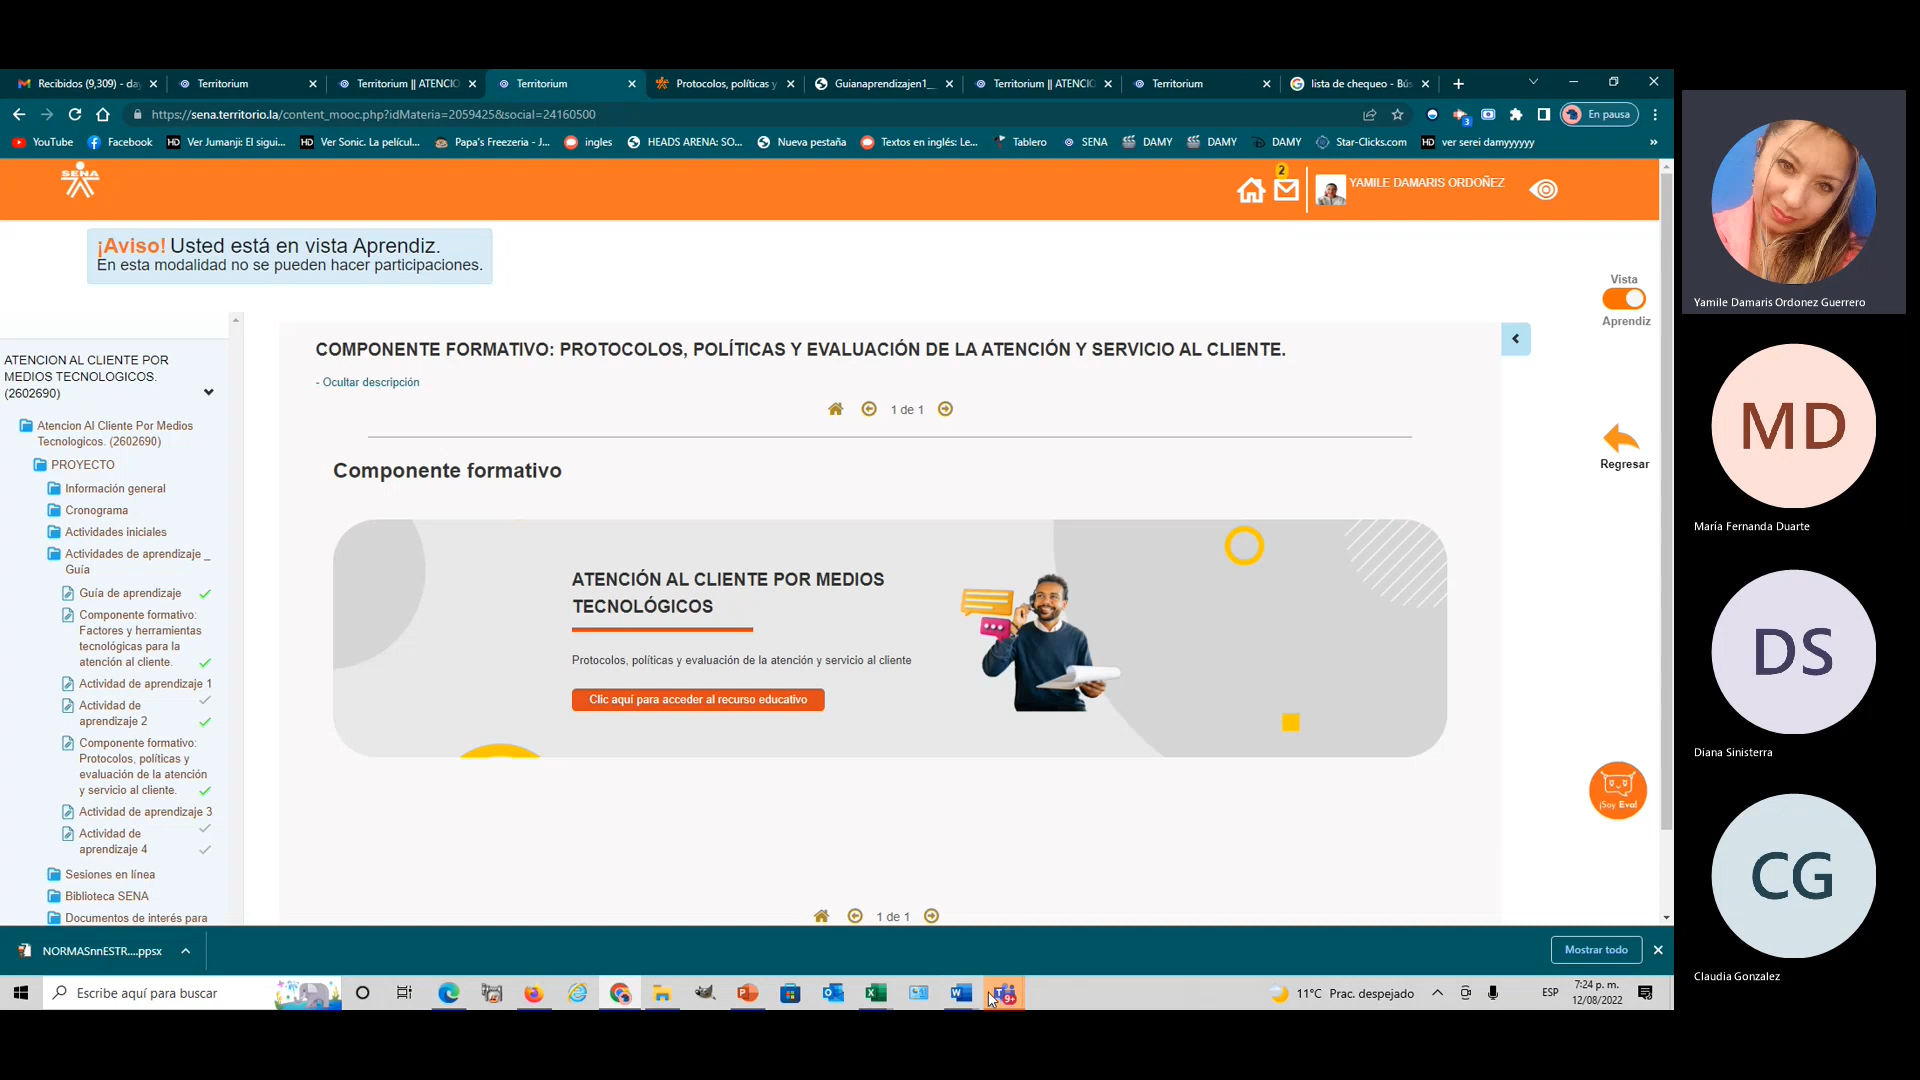 Recibidos (9,309) - da
Territorium
Territorium || ATENCIO
Territorium
Protocolos, políticas y
Guianaprendizajen1_
Territorium || ATENCIO
Territorium
lista de chequeo - Bús
https://sena.territorio.la/content_mooc.php?idMateria=2059425&social=24160500
3
En pausa
YouTube
Facebook
HD Ver Jumanji: El sigui...
HD Ver Sonic. La películ...
Papa's Freezeria - J...
ingles
HEADS ARENA: SO...
Nueva pestaña
Textos en inglés: Le...
Tablero
SENA
DAMY
DAMY
DAMY
Star-Clicks.com
HD ver serei damyyyyyy
»
SENA
2
YAMILE DAMARIS ORDOÑEZ
¡Aviso! Usted está en vista Aprendiz.
En esta modalidad no se pueden hacer participaciones.
Vista
Aprendiz
Regresar
ATENCION AL CLIENTE POR
MEDIOS TECNOLOGICOS.
(2602690)
Atencion Al Cliente Por Medios
Tecnologicos. (2602690)
PROYECTO
Información general
Cronograma
Actividades iniciales
Actividades de aprendizaje _
Guía
Guía de aprendizaje
Componente formativo:
Factores y herramientas
tecnológicas para la
atención al cliente.
Actividad de aprendizaje 1
Actividad de
aprendizaje 2
Componente formativo:
Protocolos, políticas y
evaluación de la atención
y servicio al cliente.
Actividad de aprendizaje 3
Actividad de
aprendizaje 4
Sesiones en línea
Biblioteca SENA
Documentos de interés para
COMPONENTE FORMATIVO: PROTOCOLOS, POLÍTICAS Y EVALUACIÓN DE LA ATENCIÓN Y SERVICIO AL CLIENTE.
- Ocultar descripción
1 de 1
Componente formativo
ATENCIÓN AL CLIENTE POR MEDIOS
TECNOLÓGICOS
Protocolos, políticas y evaluación de la atención y servicio al cliente
Clic aquí para acceder al recurso educativo
1 de 1
¡Soy Eva!
NORMASnnESTR....ppsx
Mostrar todo
Escribe aquí para buscar
9+
11°C Prac. despejado
ESP
7:24 p. m.
12/08/2022
Yamile Damaris Ordonez Guerrero
MD
María Fernanda Duarte
DS
Diana Sinisterra
CG
Claudia Gonzalez